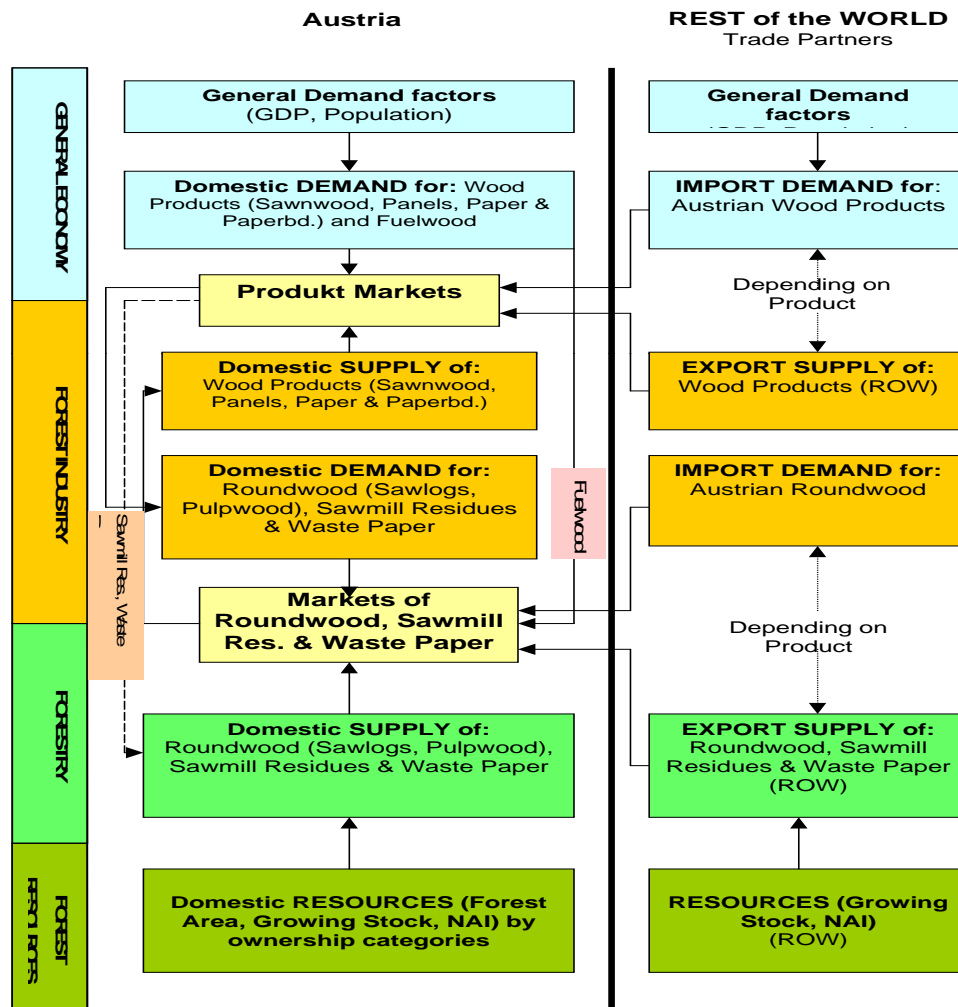 Austria
REST of the WORLD
Trade Partners
GENERAL ECONOMY
General Demand factors
(GDP, Population)
General Demand
factors
Domestic DEMAND for: Wood
Products (Sawnwood, Panels, Paper &
Paperbd.) and Fuelwood
IMPORT DEMAND for:
Austrian Wood Products
Produkt Markets
Depending on
Product
FOREST INDUSTRY
Domestic SUPPLY of:
Wood Products (Sawnwood,
Panels, Paper & Paperbd.)
EXPORT SUPPLY of:
Wood Products (ROW)
Domestic DEMAND for:
Roundwood (Sawlogs,
Pulpwood), Sawmill Residues
& Waste Paper
IMPORT DEMAND for:
Austrian Roundwood
Fuelwood
Sawmill Res., Waste
Markets of
Roundwood, Sawmill
Res. & Waste Paper
Depending on
Product
FORESTRY
Domestic SUPPLY of:
Roundwood (Sawlogs, Pulpwood),
Sawmill Residues & Waste Paper
EXPORT SUPPLY of:
Roundwood, Sawmill
Residues & Waste Paper
(ROW)
FOREST
RESOURCES
Domestic RESOURCES (Forest
Area, Growing Stock, NAI) by
ownership categories
RESOURCES (Growing
Stock, NAI)
(ROW)